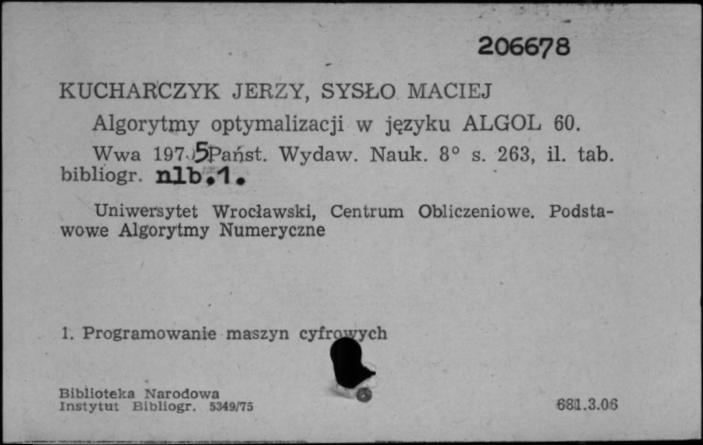 206678
KUCHARCZYK JERZY, SYSŁO MACIEJ
Algorytmy optymalizacji w języku ALGOL 60.
Wwa 1975 Państ. Wydaw. Nauk. 8° s. 263, il. tab.
bibliogr. nlb.1.
Uniwersytet Wrocławski, Centrum Obliczeniowe. Podsta-
wowe Algorytmy Numeryczne
1. Programowanie maszyn cyfrowych
Biblioteka Narodowa
Instytut Bibliogr. 5349/75
681.3.06